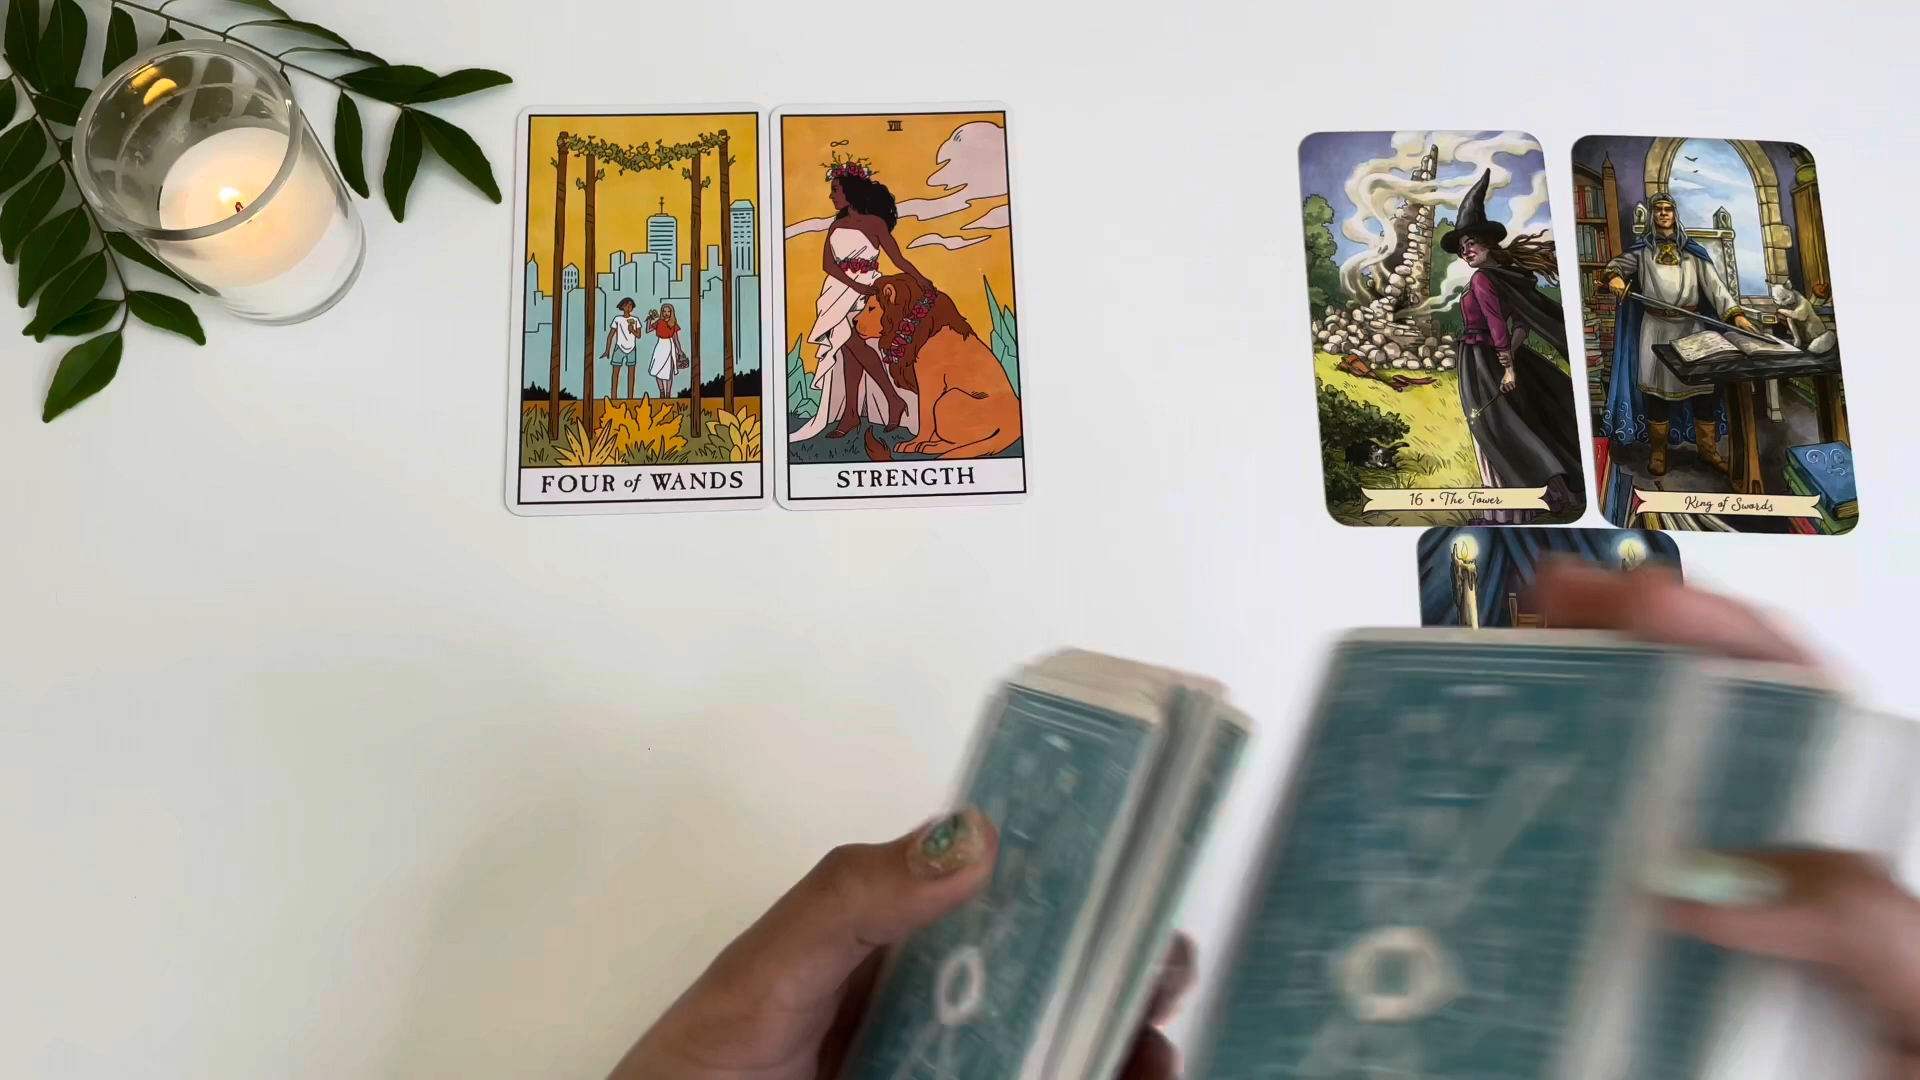 VIII
FOUR of WANDS
STRENGTH
16 • The Tower
King of Swords